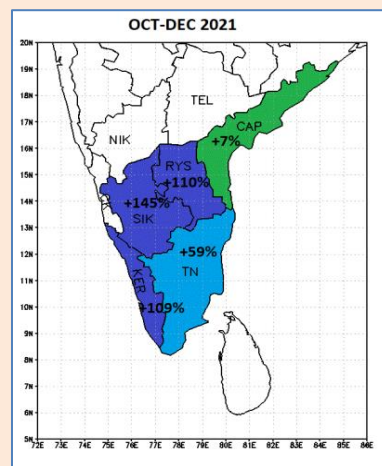 OCT-DEC 2021
20N
19N
18N
17N
16N
15N
14N
13N
12N
11N
10N
9N
8N
7N
6N
5N
TEL
CAP
+7%
NIK
RYS
+110%
+145%
SIK
+59%
TN
KER
+109%
72E 73E 74E 75E 76E 77E 78E 79E 80E 81E 82E 83E 84E 85E 86E